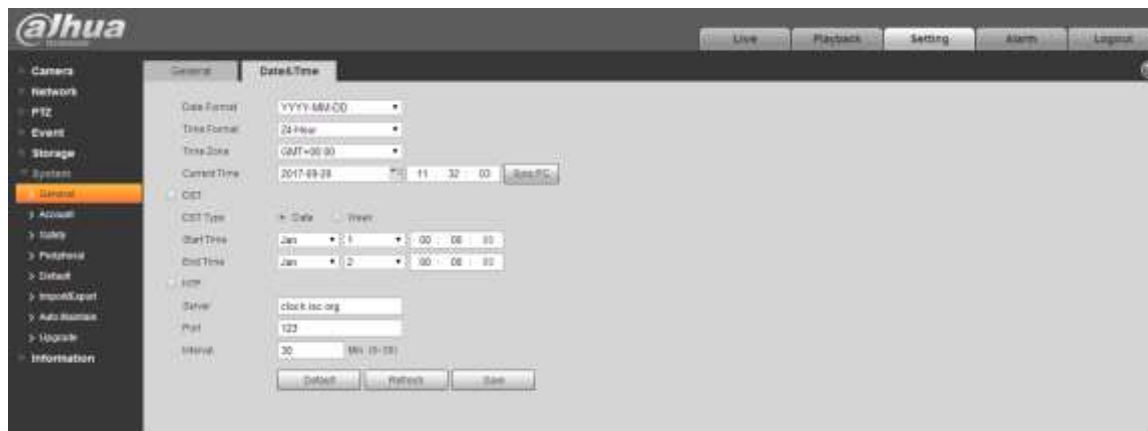 alhua
TECHNOLOGY
Live Playback Setting Alarm Logout
Camera
Network
PTZ
Event
Storage
System
General
Account
Safety
Peripheral
Default
Import/Export
Auto Maintain
Upgrade
Information
General Date&Time
Date Format YYYY-MM-DD
Time Format 24-Hour
Time Zone GMT+08:00
Current Time 2017-09-28 11 : 32 : 03 Sync PC
DST
DST Type Date Week
Start Time Jan 1 00 : 00 : 00
End Time Jan 2 00 : 00 : 00
NTP
Server clock.isc.org
Port 123
Interval 30 Min. (0~30)
Default Refresh Save